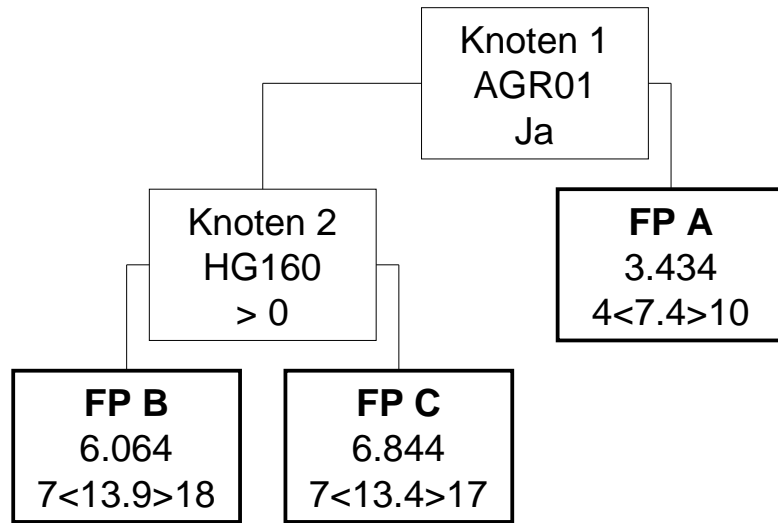 Knoten 1
AGR01
Ja
Knoten 2
HG160
> 0
FP A
3.434
4<7.4>10
FP B
6.064
7<13.9>18
FP C
6.844
7<13.4>17